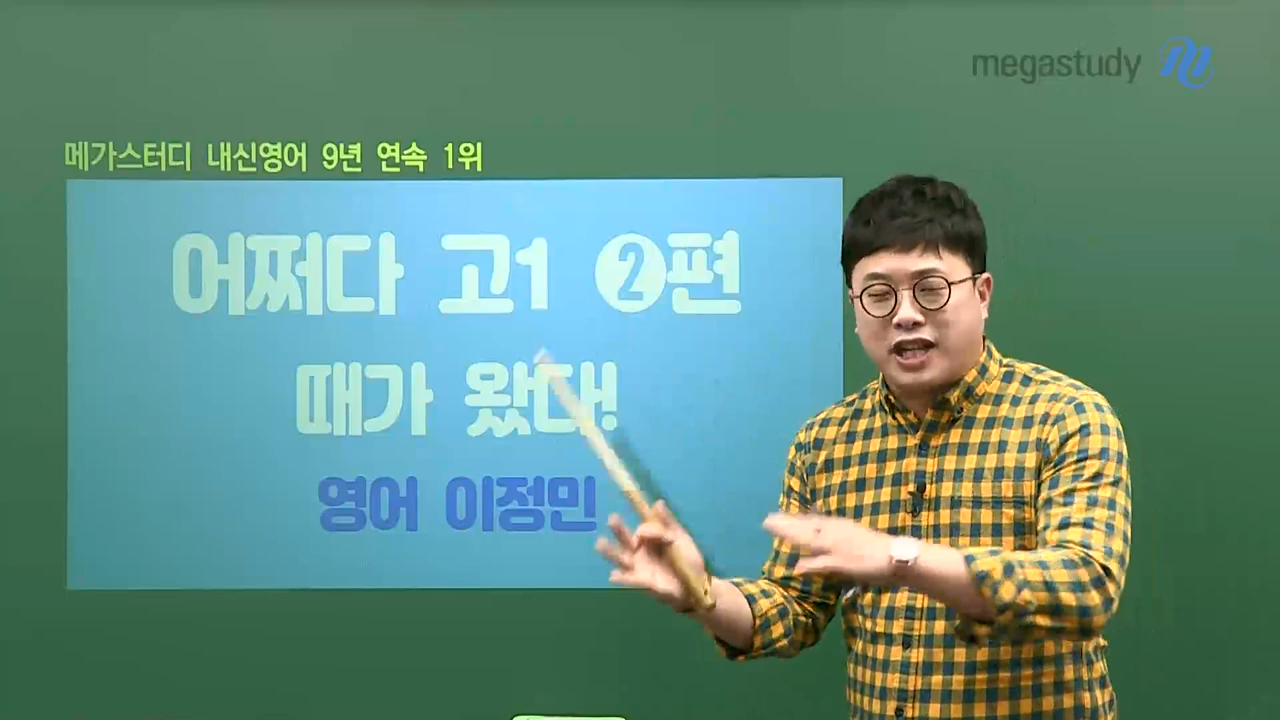 megastudy
메가스터디 내신영어 9년 연속 1위
어쩌다 고1 ②편
때가 왔다!
영어 이정민